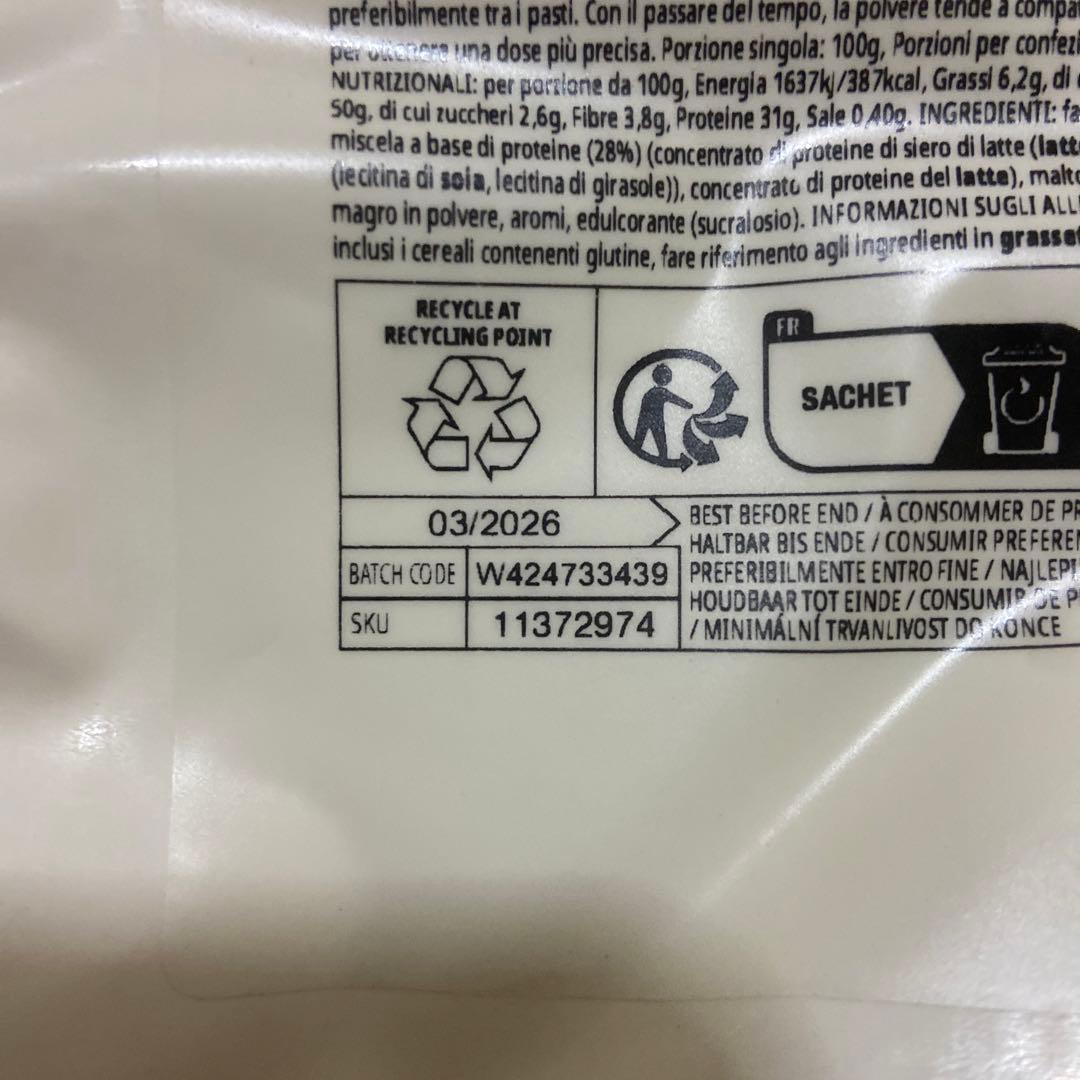 preferibilmente tra i pasti. Con il passare del tempo, la polvere tende a
per ottenere una dose più precisa. Porzione singola: 100g, Porzioni per
NUTRIZIONALI: per porzione da 100g, Energia 1637kj/387kcal, Grassi 6,2g, di
50g, di cui zuccheri 2,6g, Fibre 3,8g, Proteine 31g, Sale 0,40g. INGREDIENTI:
miscela a base di proteine (28%) (concentrato di proteine di siero di latte
(lecitina di soia, lecitina di girasole)), concentrato di proteine del latte),
magro in polvere, aromi, edulcorante (sucralosio). INFORMAZIONI SUGLI
inclusi i cereali contenenti glutine, fare riferimento agli ingredienti in
RECYCLE AT
RECYCLING POINT
FR
SACHET
03/2026
BATCH CODE W424733439
SKU 11372974
BEST BEFORE END / À CONSOMMER DE
HALTBAR BIS ENDE / CONSUMIR
PREFERIBILMENTE ENTRO FINE /
HOUDBAAR TOT EINDE / CONSUMIR DE
/ MINIMÁLNÍ TRVANLIVOST DO KONCE